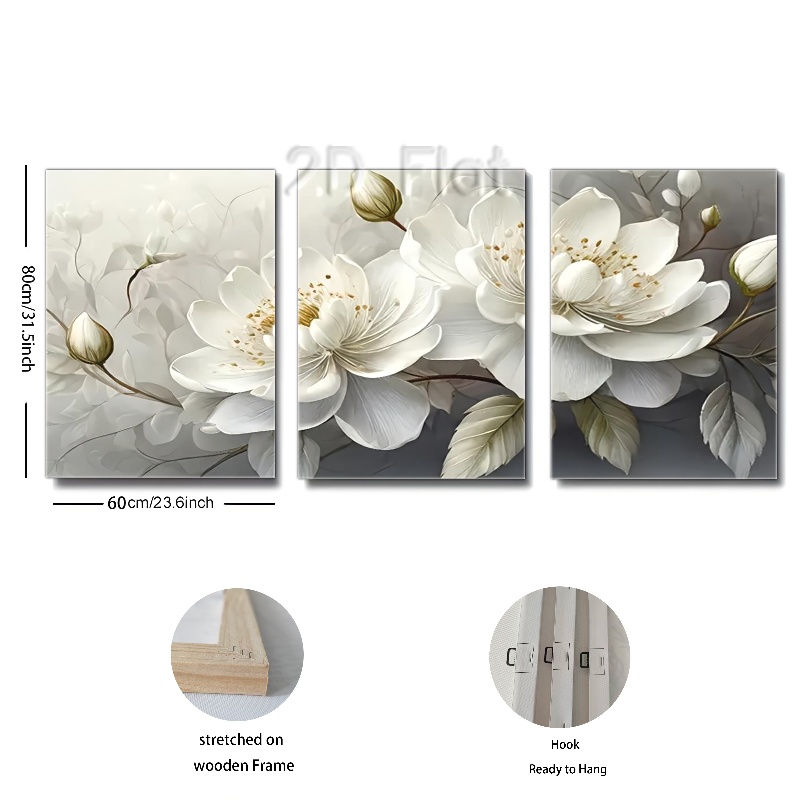 2D Flat
80cm/31.5inch
60cm/23.6inch
stretched on
wooden Frame
Hook
Ready to Hang